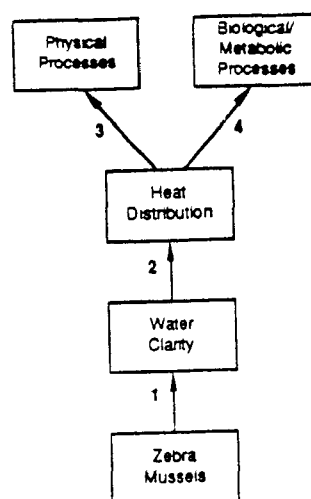 Physical
Processes
Biological/
Metabolic
Processes
3
4
Heat
Distribution
2
Water
Clarity
1
Zebra
Mussels